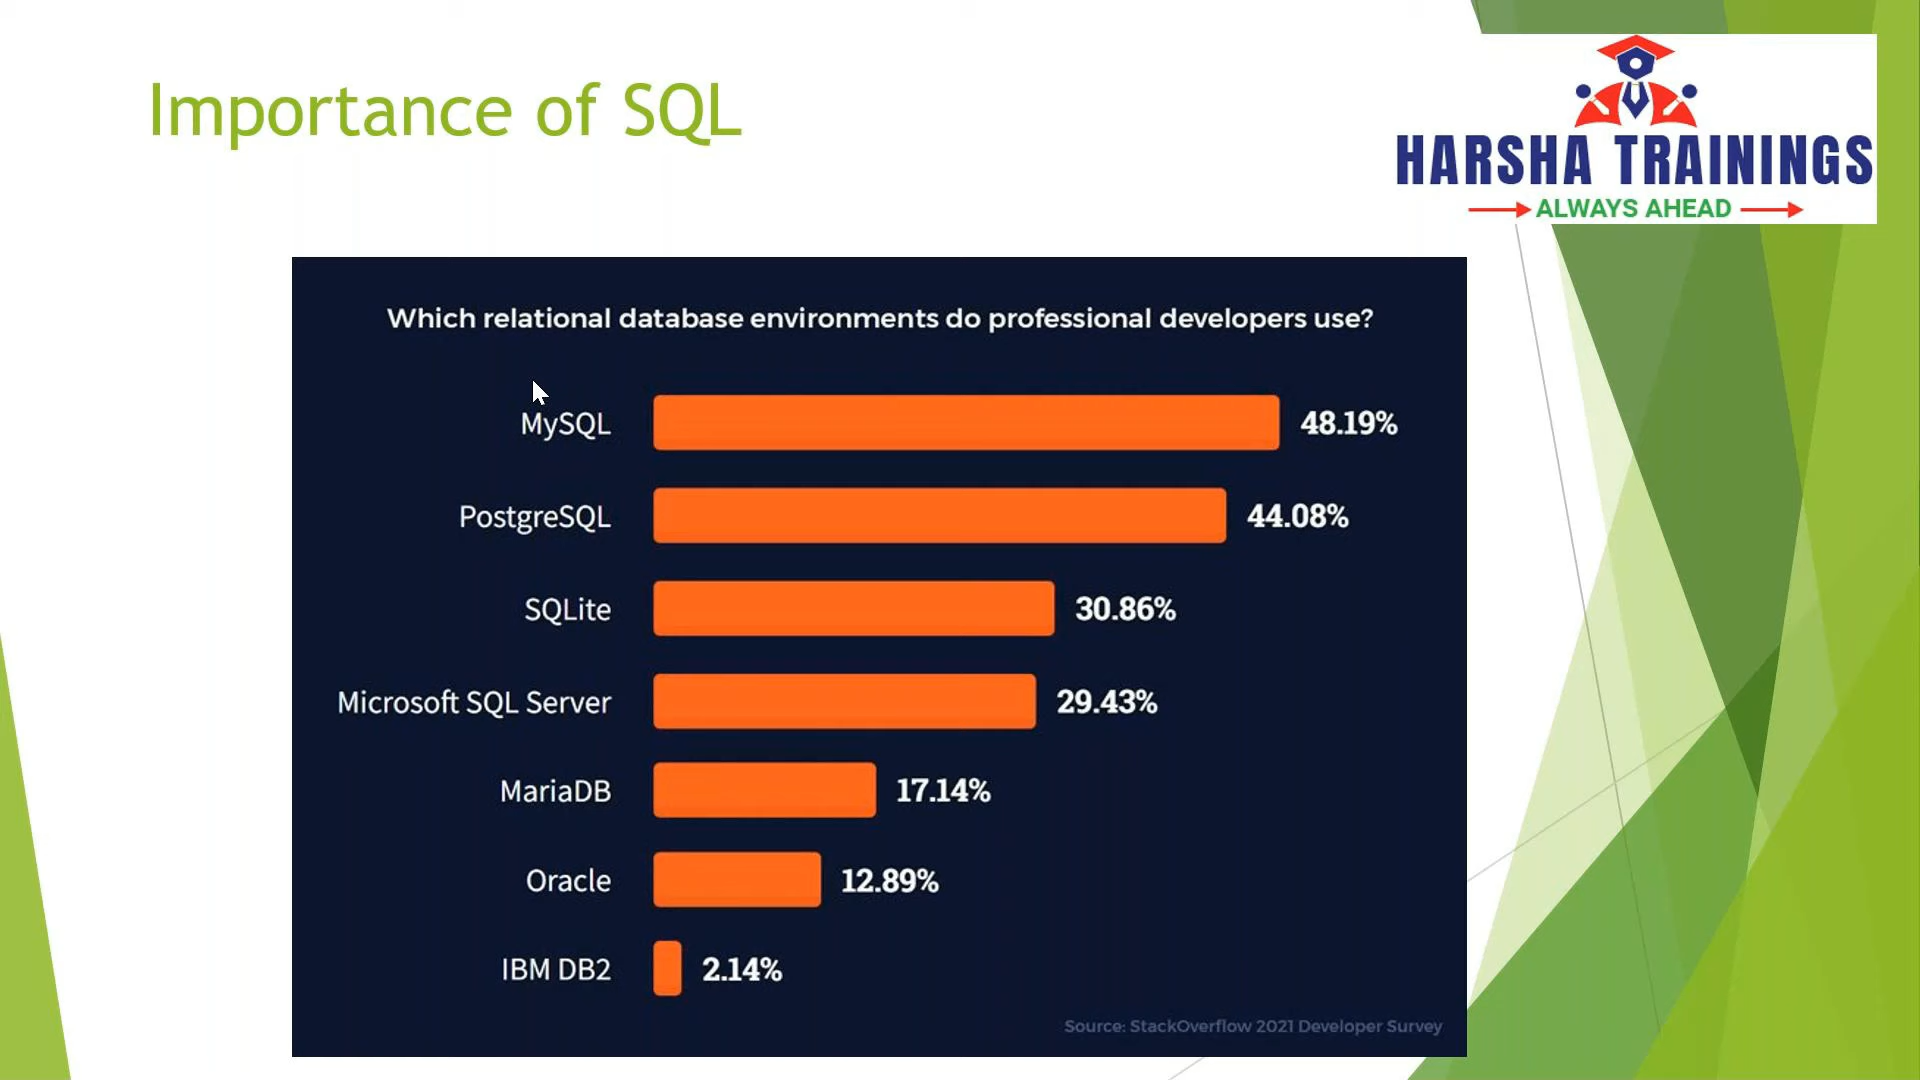 Importance of SQL
HARSHA TRAININGS
ALWAYS AHEAD
Which relational database environments do professional developers use?
MySQL 48.19%
PostgreSQL 44.08%
SQLite 30.86%
Microsoft SQL Server 29.43%
MariaDB 17.14%
Oracle 12.89%
IBM DB2 2.14%
Source: StackOverflow 2021 Developer Survey